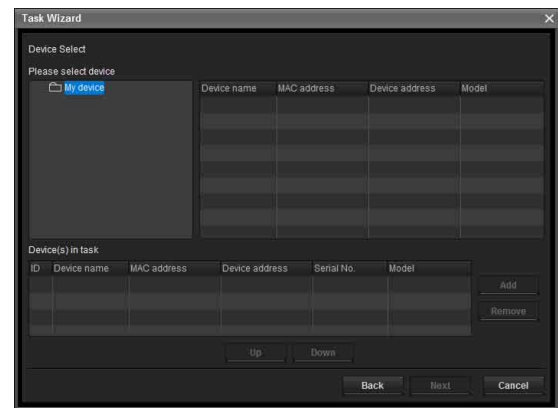 Task Wizard
Device Select
Please select device
My device
Device name MAC address Device address Model
Device(s) in task
ID Device name MAC address Device address Serial No. Model
Add
Remove
Up Down
Back Next Cancel